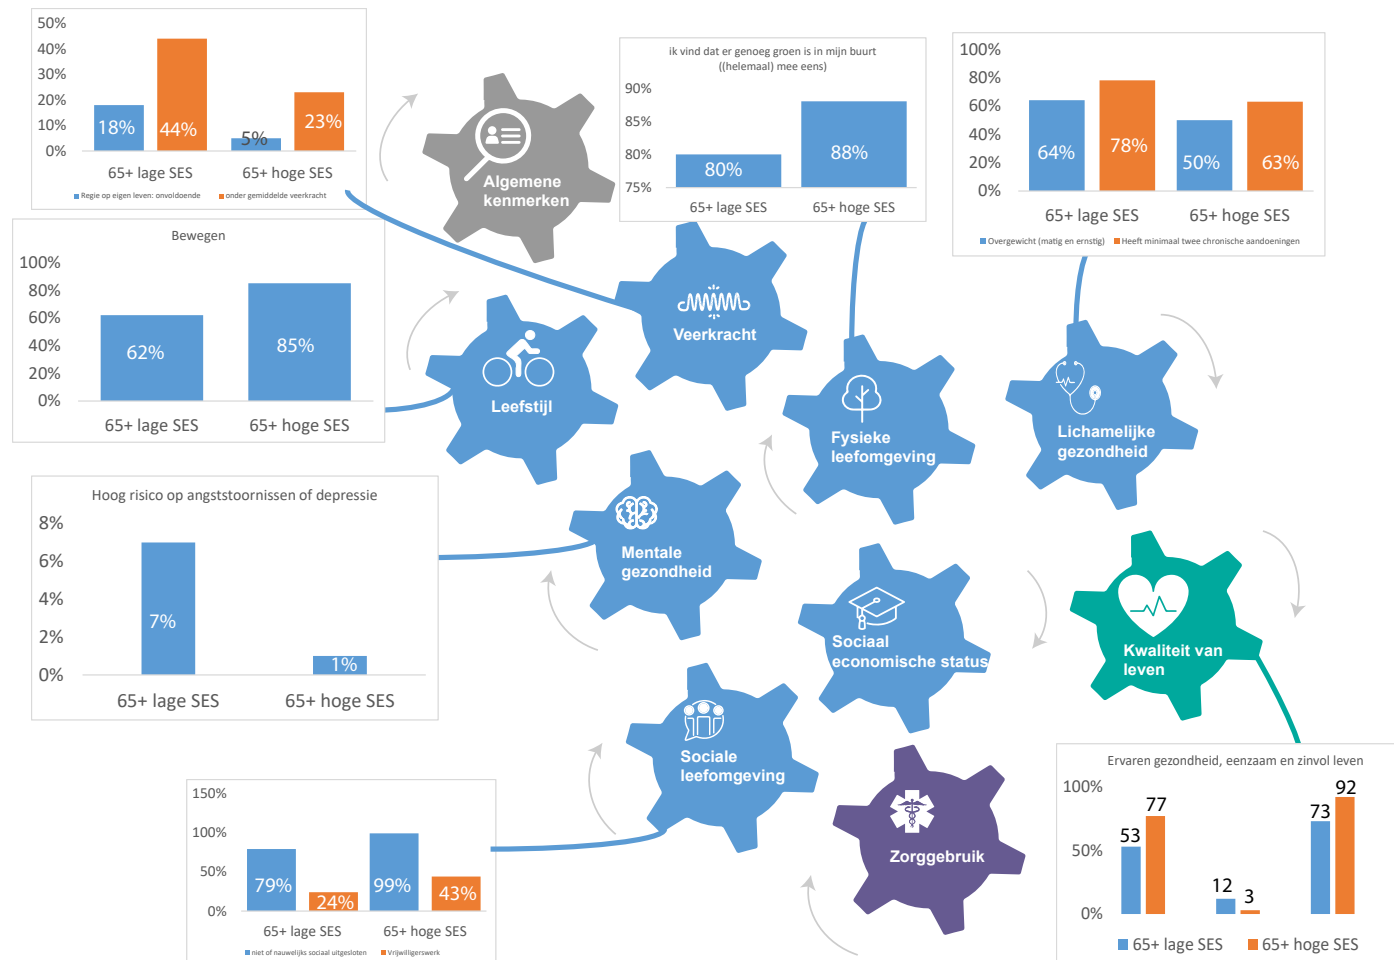 50%
40%
30%
20%
10%
0%
18%
44%
5%
23%
65+ lage SES
65+ hoge SES
Regie op eigen leven: onvoldoende
onder gemiddelde veerkracht
Algemene
kenmerken
ik vind dat er genoeg groen is in mijn buurt
((helemaal) mee eens)
90%
85%
80%
75%
80%
88%
65+ lage SES
65+ hoge SES
100%
80%
60%
40%
20%
0%
64%
78%
50%
63%
65+ lage SES
65+ hoge SES
Overgewicht (matig en ernstig)
Heeft minimaal twee chronische aandoeningen
Bewegen
100%
80%
60%
40%
20%
0%
62%
85%
65+ lage SES
65+ hoge SES
Leefstijl
Veerkracht
Fysieke
leefomgeving
Lichamelijke
gezondheid
Hoog risico op angststoornissen of depressie
8%
6%
4%
2%
0%
7%
1%
65+ lage SES
65+ hoge SES
Mentale
gezondheid
Sociaal
economische status
Kwaliteit van
leven
Sociale
leefomgeving
Zorggebruik
150%
100%
50%
0%
79%
24%
99%
43%
65+ lage SES
65+ hoge SES
niet of nauwelijks sociaal uitgesloten
Vrijwilligerswerk
Ervaren gezondheid, eenzaam en zinvol leven
100%
50%
0%
53
77
12
3
73
92
65+ lage SES
65+ hoge SES